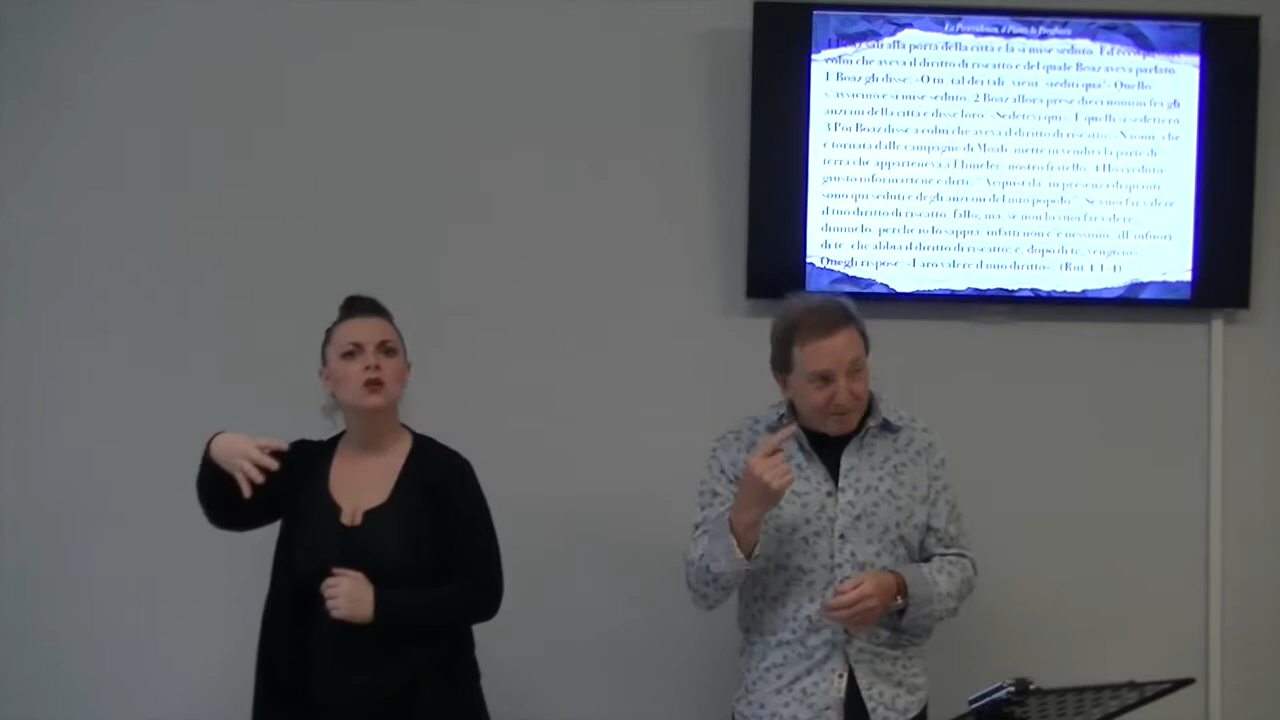 La Provvidenza, il Piano, la Preghiera
1 Boaz salì alla porta della città e là si mise seduto. Ed ecco
colui che aveva il diritto di riscatto e del quale Boaz aveva parlato.
Boaz gli disse: «O tu, tal dei tali, vieni, siediti qua!» Quello
s'avvicinò e si mise seduto. 2 Boaz allora prese dieci uomini fra gli
anziani della città e disse loro: «Sedetevi qui». E quelli si sedettero.
3 Poi Boaz disse a colui che aveva il diritto di riscatto: «Naomi, che
è tornata dalle campagne di Moab, mette in vendita la parte di
terra che apparteneva a Elimelec, nostro fratello. 4 Ho creduto
giusto informartene e dirti: "Acquistala in presenza di quanti
sono qui seduti e degli anziani del mio popolo". Se vuoi far valere
il tuo diritto di riscatto, fallo, ma, se non lo vuoi far valere,
dimmelo, perché io lo sappia; infatti non c'è nessuno, all'infuori
di te, che abbia il diritto di riscatto; e, dopo di te, vengo io».
Quegli rispose: «Farò valere il mio diritto». (Rut 4:1-4)